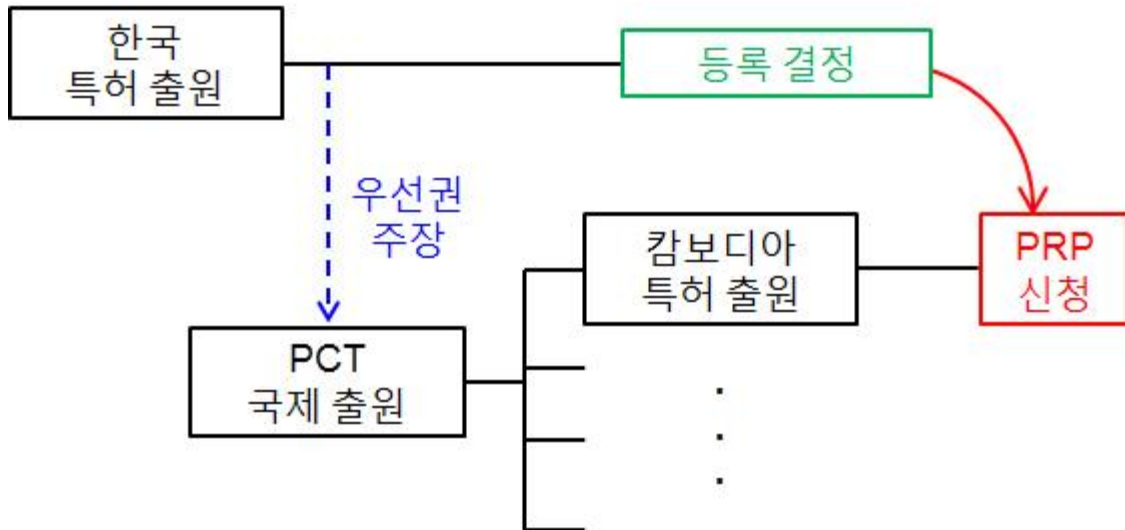 한국
특허 출원
등록 결정
우선권
주장
캄보디아
특허 출원
PRP
신청
PCT
국제 출원